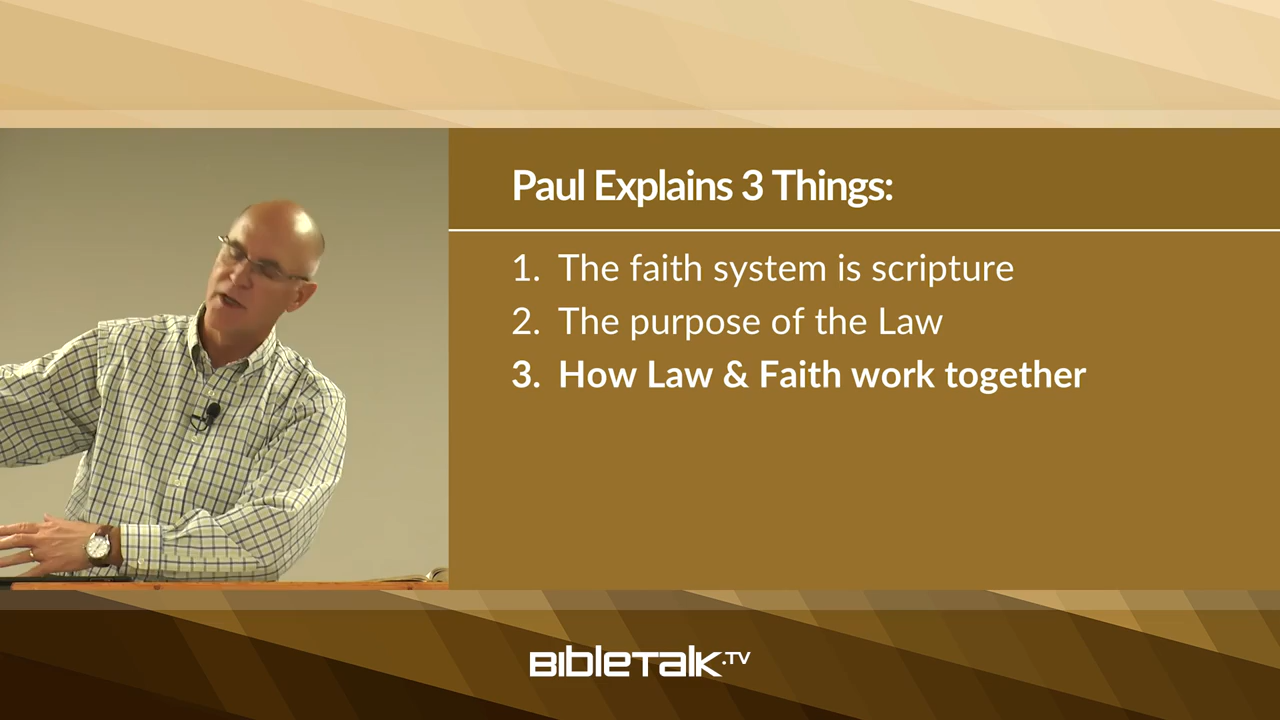 Paul Explains 3 Things:
1. The faith system is scripture
2. The purpose of the Law
3. How Law & Faith work together
BIBLETALK.TV